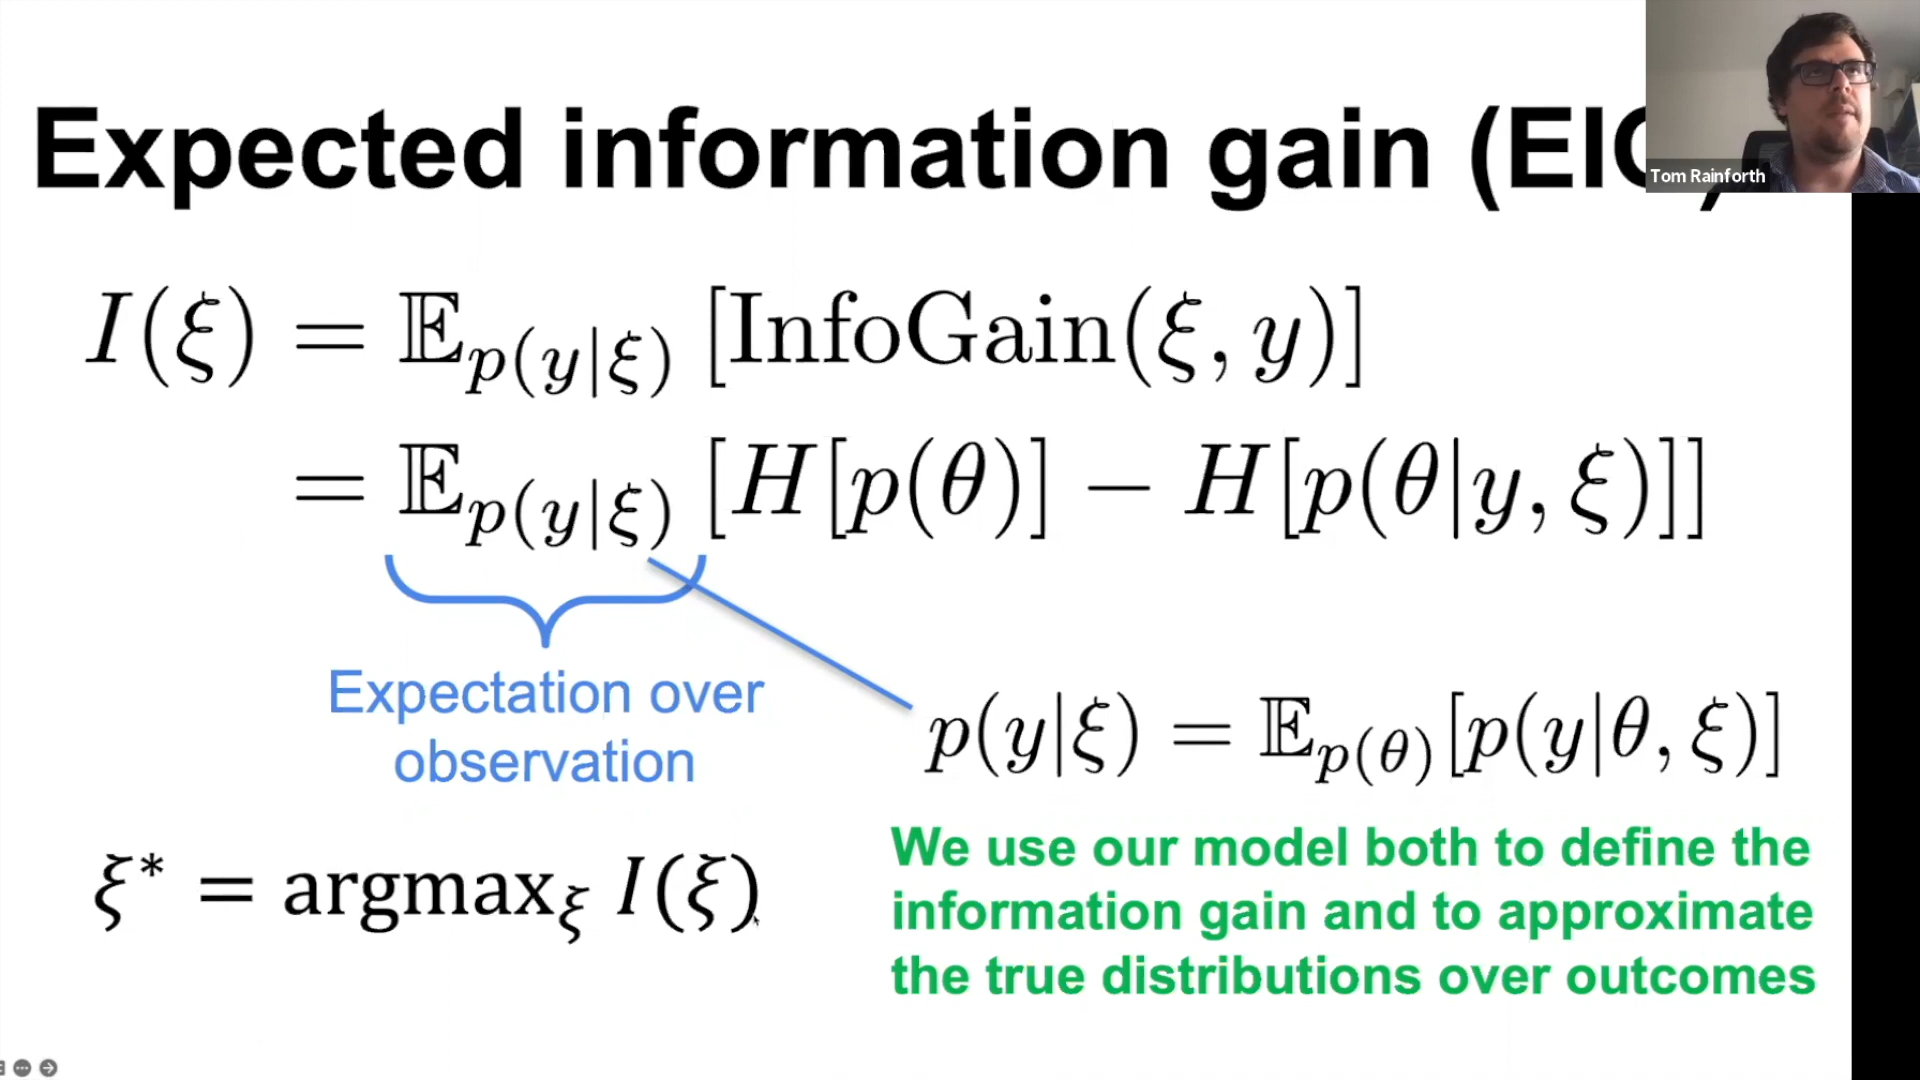 Expected information gain (EIG)
Tom Rainforth
I(ξ) = 𝔼_{p(y|ξ)} [InfoGain(ξ, y)]
= 𝔼_{p(y|ξ)} [H[p(θ)] − H[p(θ|y, ξ)]]
Expectation over
observation
p(y|ξ) = 𝔼_{p(θ)}[p(y|θ, ξ)]
ξ* = argmax_ξ I(ξ)
We use our model both to define the
information gain and to approximate
the true distributions over outcomes